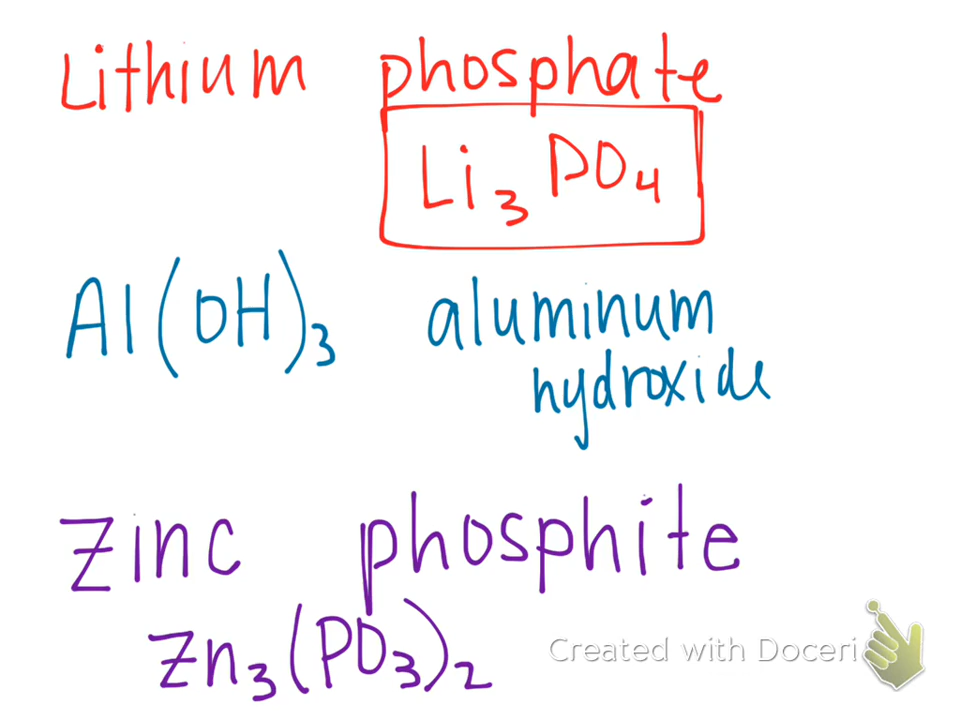 Lithium phosphate
Li₃PO₄
Al(OH)₃ aluminum
hydroxide
Zinc phosphite
Zn₃(PO₃)₂
Created with Doceri